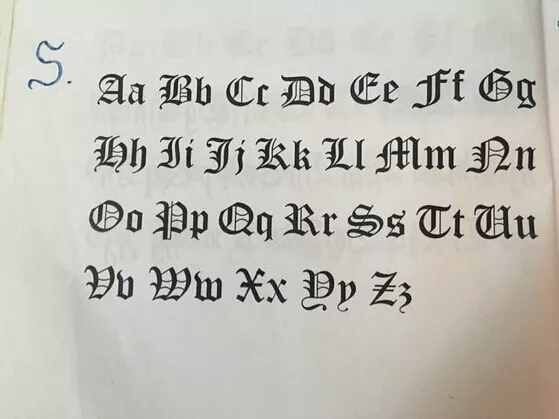 S.
Aa Bb Cc Dd Ee Ff Gg
Hh Ii Jj Kk Ll Mm Nn
Oo Pp Qq Rr Ss Tt Uu
Vv Ww Xx Yy Zz